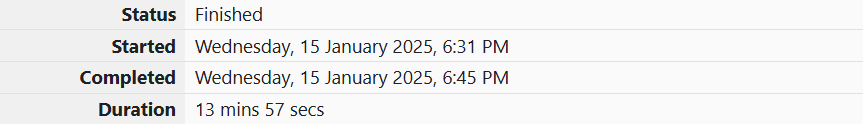 Status Finished
Started Wednesday, 15 January 2025, 6:31 PM
Completed Wednesday, 15 January 2025, 6:45 PM
Duration 13 mins 57 secs